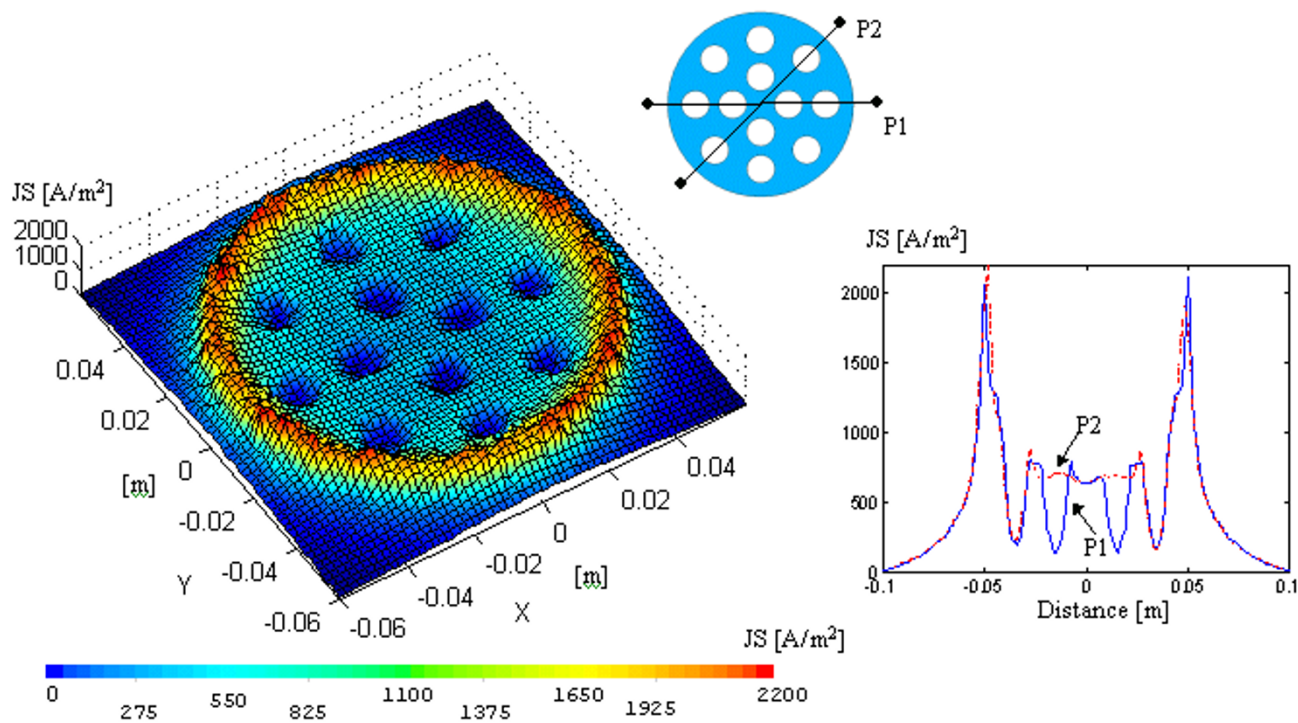 P2
P1
JS [A/m²]
2000
1000
0
0.04
0.02
0
-0.02
-0.04
-0.06
[m]
Y
-0.06
-0.04
-0.02
0
0.02
0.04
[m]
X
JS [A/m²]
2000
1500
1000
500
0
P2
P1
-0.1
-0.05
0
0.05
0.1
Distance [m]
JS [A/m²]
0
275
550
825
1100
1375
1650
1925
2200